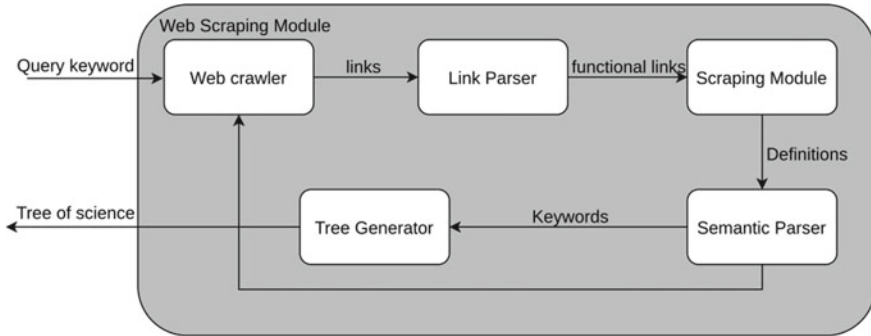 Web Scraping Module
Query keyword
Web crawler
links
Link Parser
functional links
Scraping Module
Definitions
Tree of science
Tree Generator
Keywords
Semantic Parser